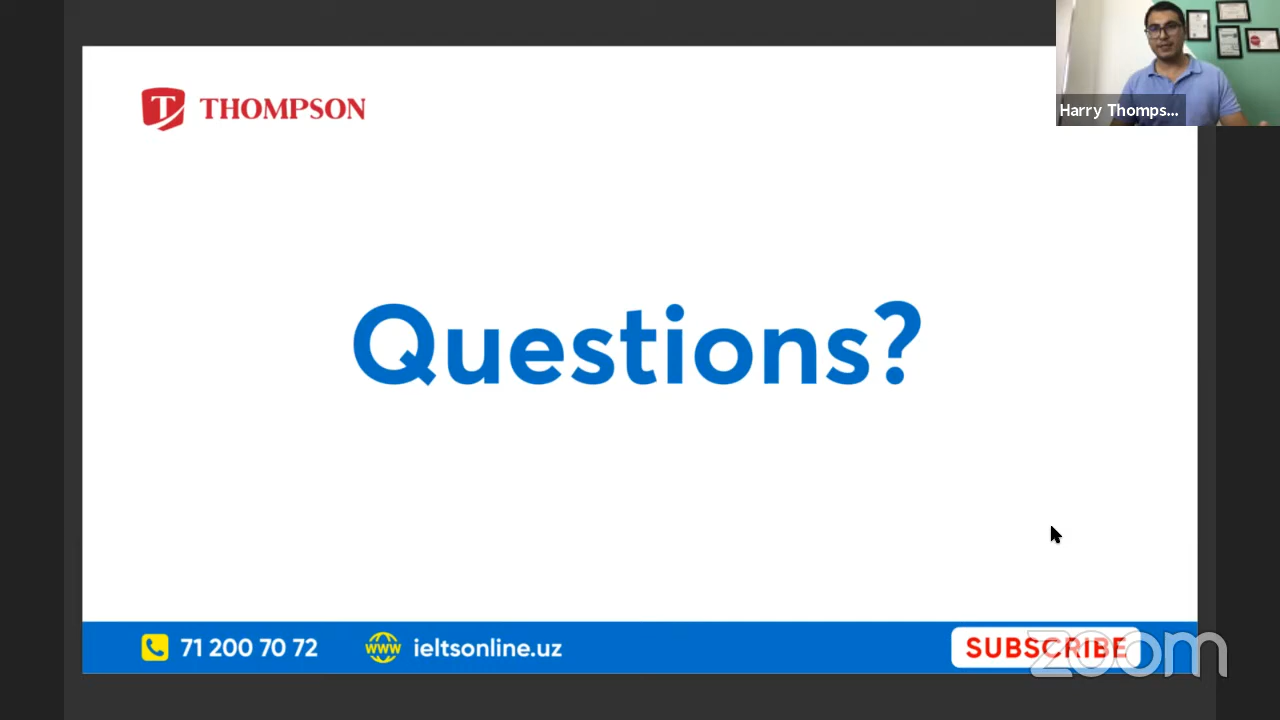 THOMPSON
Harry Thomps...
Questions?
71 200 70 72
www
ieltsonline.uz
SUBSCRIBE
zoom